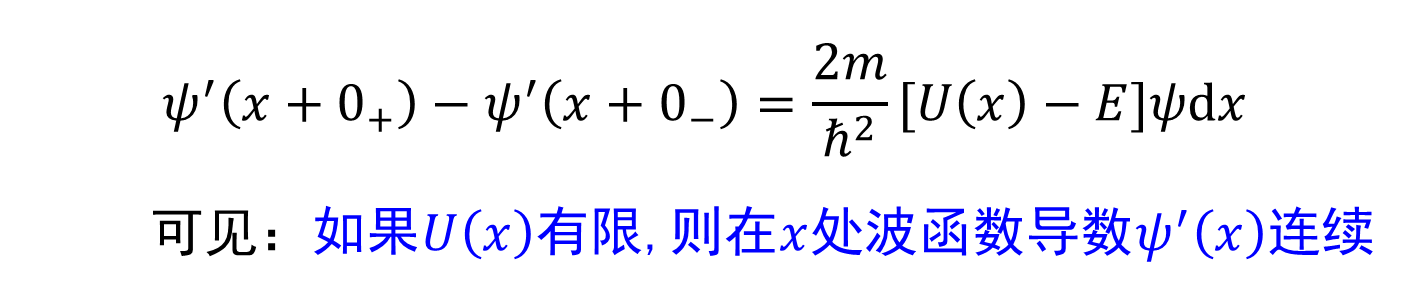 ψ′(x + 0₊) − ψ′(x + 0₋) = 2m/ℏ² [U(x) − E]ψdx
可见：如果U(x)有限, 则在x处波函数导数ψ′(x)连续